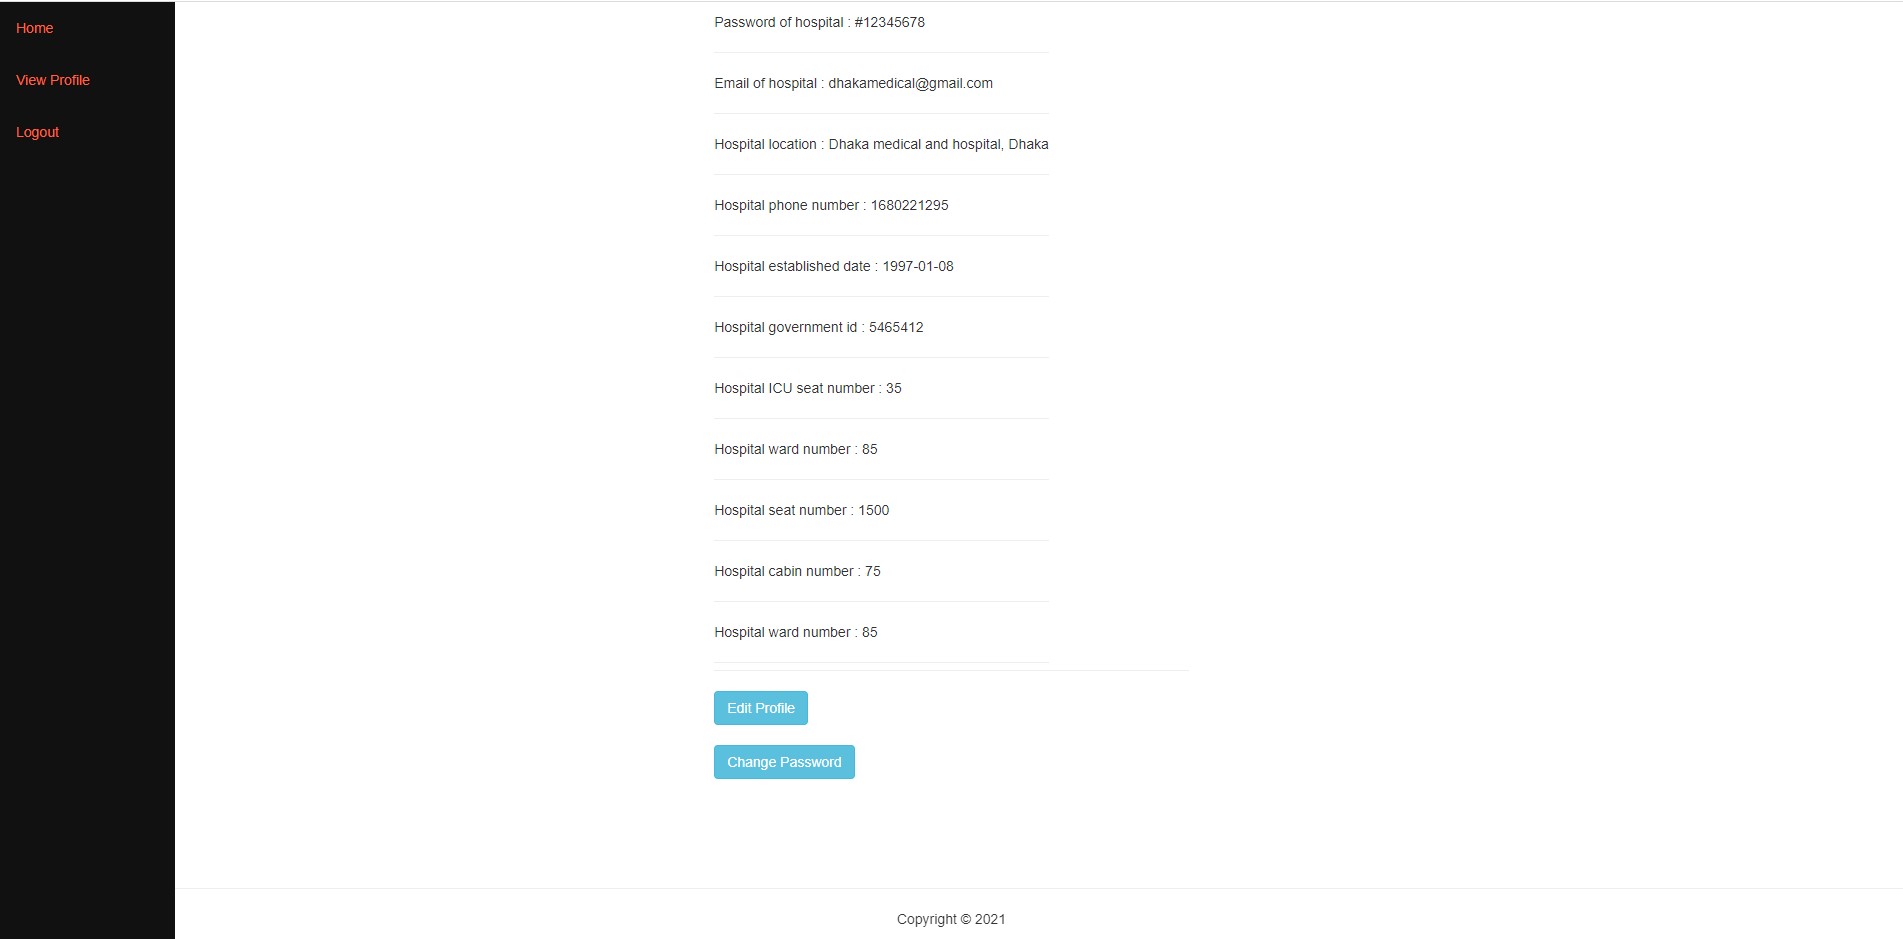 Home
View Profile
Logout
Password of hospital : #12345678
Email of hospital : dhakamedical@gmail.com
Hospital location : Dhaka medical and hospital, Dhaka
Hospital phone number : 1680221295
Hospital established date : 1997-01-08
Hospital government id : 5465412
Hospital ICU seat number : 35
Hospital ward number : 85
Hospital seat number : 1500
Hospital cabin number : 75
Hospital ward number : 85
Edit Profile
Change Password
Copyright © 2021